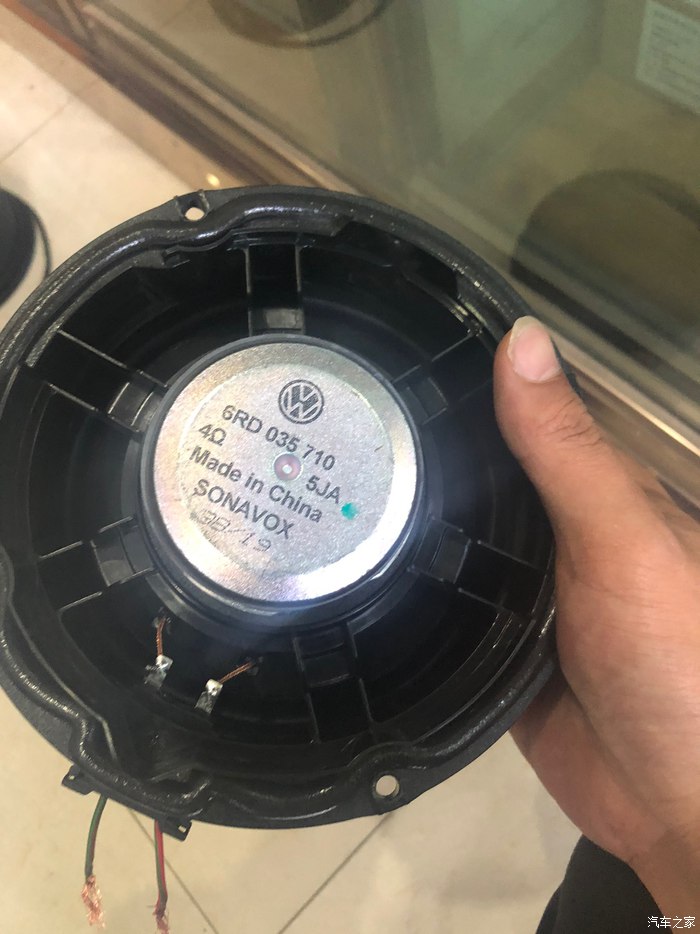 6RD 035 710
4Ω 5JA
Made in China
SONAVOX
汽车之家